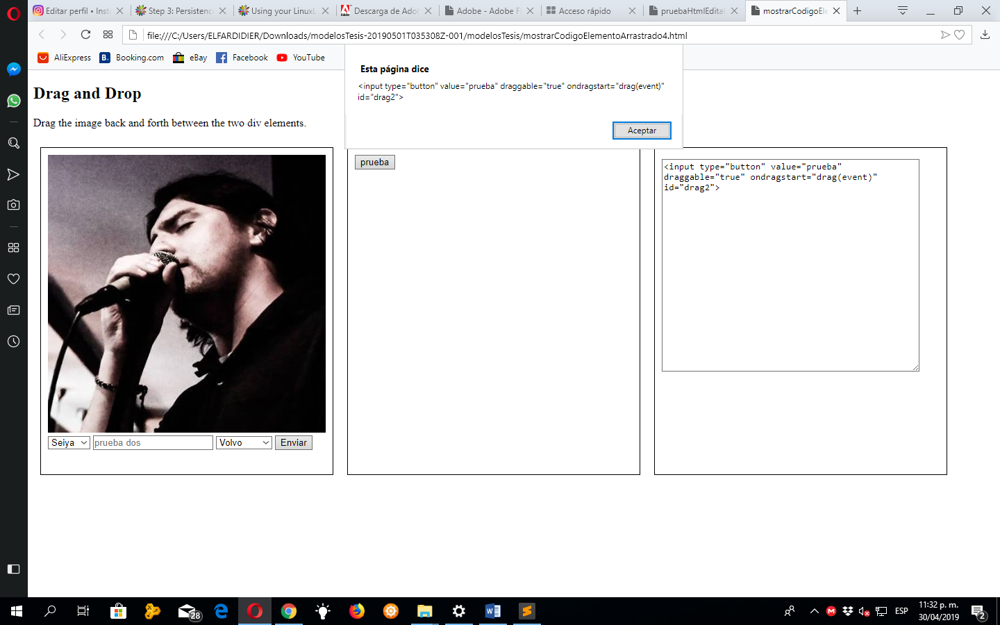 Editar perfil • Inst
Step 3: Persistenc
Using your LinuxL
Descarga de Ado
Adobe - Adobe F
Acceso rápido
pruebaHtmlEditab
mostrarCodigoEle
file:///C:/Users/ELFARDIDIER/Downloads/modelosTesis-20190501T035308Z-001/modelosTesis/mostrarCodigoElementoArrastrado4.html
AliExpress
B.
Booking.com
eBay
Facebook
YouTube
Esta página dice
<input type="button" value="prueba" draggable="true" ondragstart="drag(event)"
id="drag2">
Aceptar
Drag and Drop
Drag the image back and forth between the two div elements.
prueba
<input type="button" value="prueba"
draggable="true" ondragstart="drag(event)"
id="drag2">
Seiya
prueba dos
Volvo
Enviar
28
ESP
11:32 p. m.
30/04/2019
2